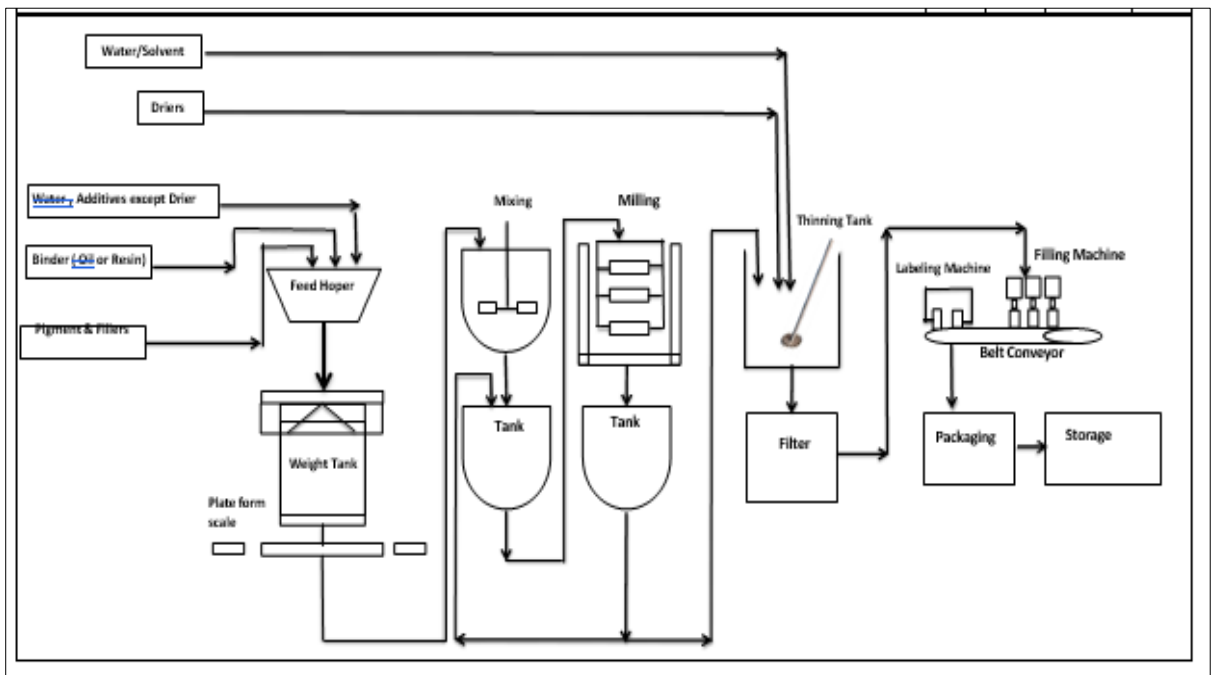 Water/Solvent
Driers
Water , Additives except Drier
Binder ( Oil or Resin)
Pigment & Fillers
Feed Hoper
Weight Tank
Plate form
scale
Mixing
Tank
Milling
Tank
Thinning Tank
Filter
Labeling Machine
Filling Machine
Belt Conveyor
Packaging
Storage